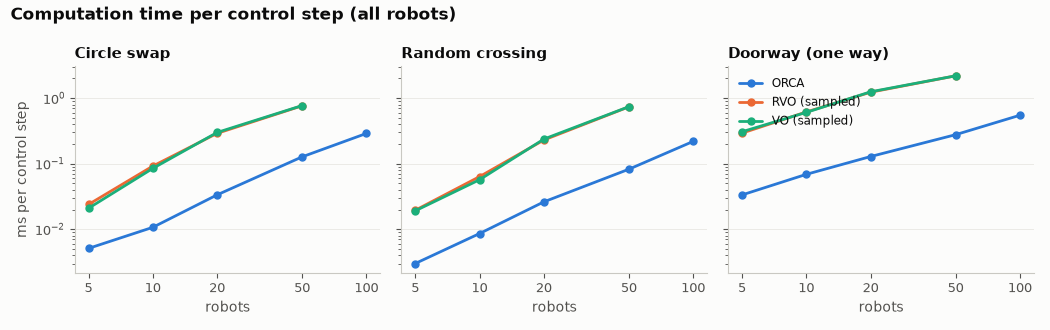 Computation time per control step (all robots)
Circle swap
Random crossing
Doorway (one way)
ms per control step
10⁰
10⁻¹
10⁻²
ORCA
RVO (sampled)
VO (sampled)
5 10 20 50 100
5 10 20 50 100
5 10 20 50 100
robots
robots
robots